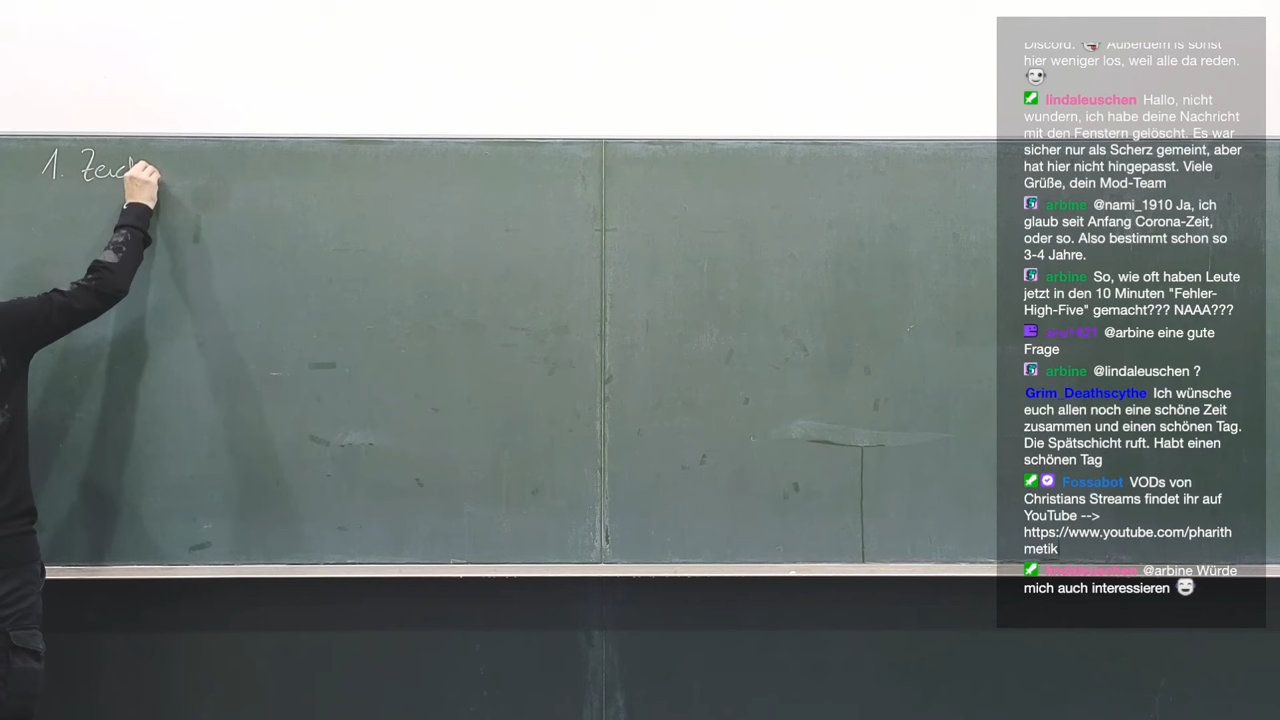 1. Zeich
Discord. Außerdem is sonst
hier weniger los, weil alle da reden.
lindaleuschen Hallo, nicht
wundern, ich habe deine Nachricht
mit den Fenstern gelöscht. Es war
sicher nur als Scherz gemeint, aber
hat hier nicht hingepasst. Viele
Grüße, dein Mod-Team
arbine @nami_1910 Ja, ich
glaub seit Anfang Corona-Zeit,
oder so. Also bestimmt schon so
3-4 Jahre.
arbine So, wie oft haben Leute
jetzt in den 10 Minuten "Fehler-
High-Five" gemacht??? NAAA???
@arbine eine gute
Frage
arbine @lindaleuschen ?
Grim_Deathscythe Ich wünsche
euch allen noch eine schöne Zeit
zusammen und einen schönen Tag.
Die Spätschicht ruft. Habt einen
schönen Tag
Fossabot VODs von
Christians Streams findet ihr auf
YouTube -->
https://www.youtube.com/pharith
metik
lindaleuschen @arbine Würde
mich auch interessieren